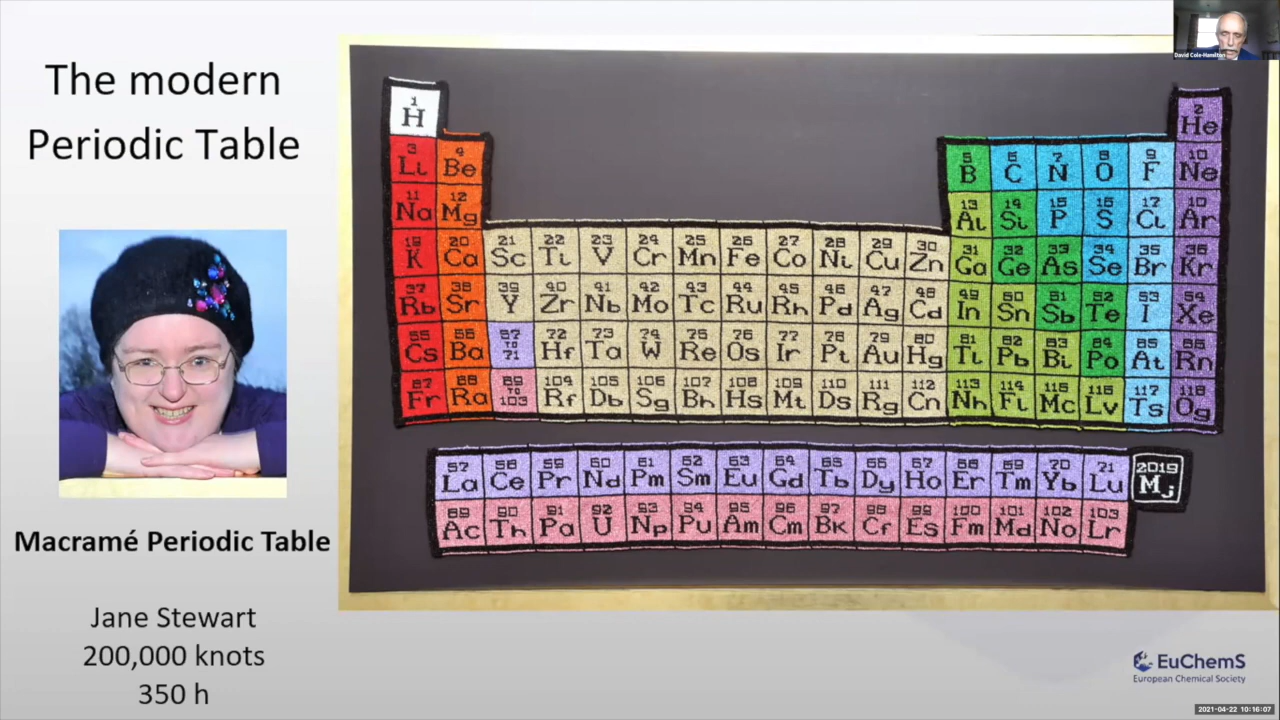 The modern
Periodic Table
Macramé Periodic Table
Jane Stewart
200,000 knots
350 h
David Cole-Hamilton
1 2
H He
3 4 5 6 7 8 9 10
Li Be B C N O F Ne
11 12 13 14 15 16 17 10
Na Mg Al Si P S Cl Ar
19 20 21 22 23 24 25 26 27 28 29 30 31 32 33 34 35 36
K Ca Sc Ti V Cr Mn Fe Co Ni Cu Zn Ga Ge As Se Br Kr
37 38 39 40 41 42 43 44 45 46 47 48 49 50 51 52 53 54
Rb Sr Y Zr Nb Mo Tc Ru Rh Pd Ag Cd In Sn Sb Te I Xe
55 56 57 TO 71 72 73 74 75 76 77 78 79 80 81 82 83 84 85 86
Cs Ba Hf Ta W Re Os Ir Pt Au Hg Tl Pb Bi Po At Rn
87 88 89 TO 103 104 105 106 107 108 109 110 111 112 113 114 115 116 117 118
Fr Ra Rf Db Sg Bh Hs Mt Ds Rg Cn Nh Fl Mc Lv Ts Og
57 58 59 60 61 62 63 64 65 66 67 68 69 70 71 2019
La Ce Pr Nd Pm Sm Eu Gd Tb Dy Ho Er Tm Yb Lu Mj
89 90 91 92 93 94 95 96 97 98 99 100 101 102 103
Ac Th Pa U Np Pu Am Cm Bk Cf Es Fm Md No Lr
EuChemS
European Chemical Society
2021-04-22 10:16:07